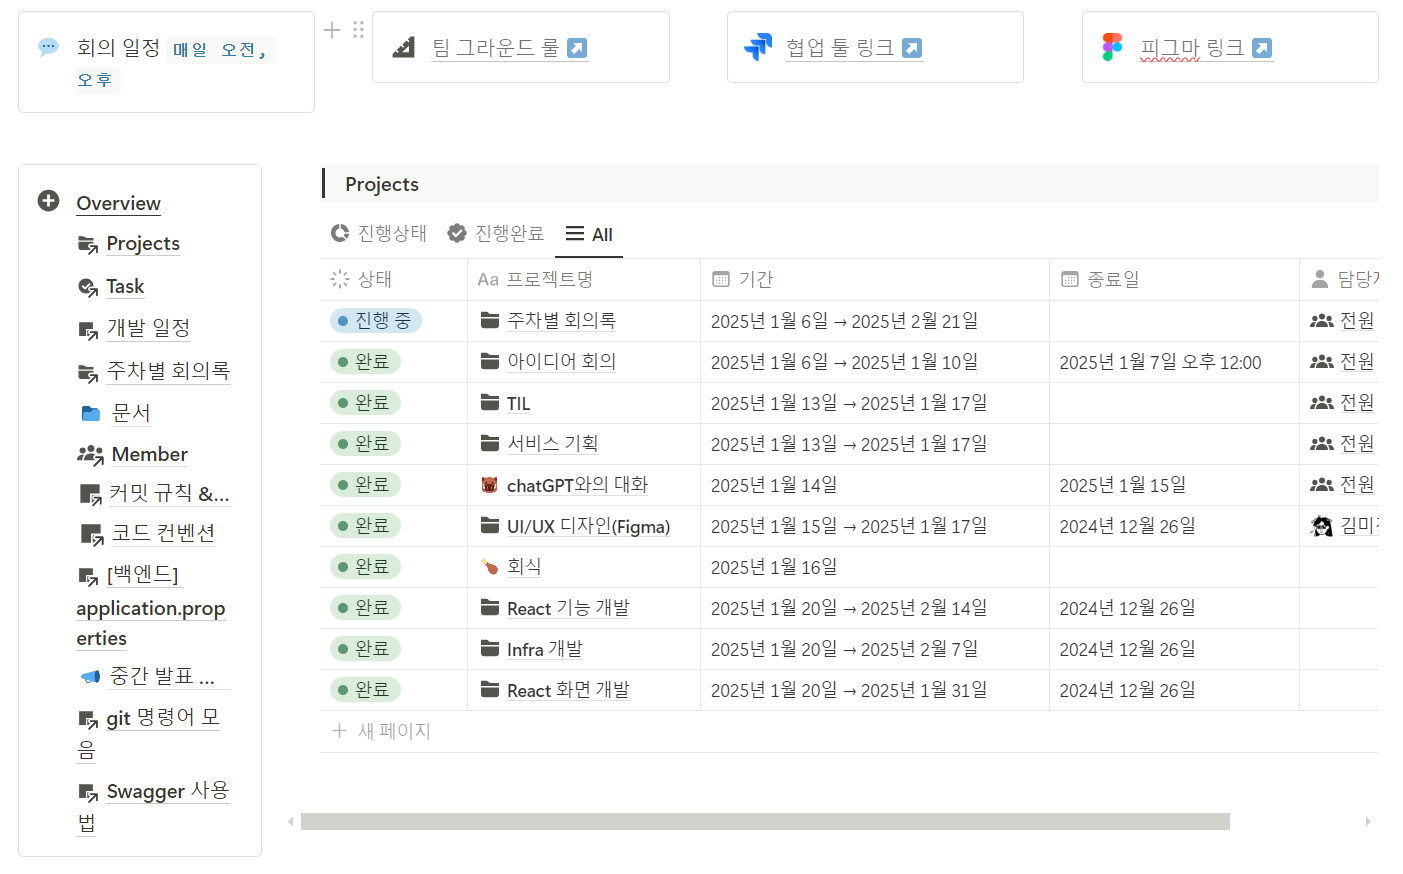 회의 일정 매일 오전,
오후
팀 그라운드 룰
협업 툴 링크
피그마 링크
Overview
Projects
Task
개발 일정
주차별 회의록
문서
Member
커밋 규칙 &...
코드 컨벤션
[백엔드]
application.prop
erties
중간 발표 ...
git 명령어 모
음
Swagger 사용
법
Projects
진행상태 진행완료 All
상태 Aa 프로젝트명 기간 종료일
진행 중 주차별 회의록 2025년 1월 6일 → 2025년 2월 21일 전원
완료 아이디어 회의 2025년 1월 6일 → 2025년 1월 10일 2025년 1월 7일 오후 12:00 전원
완료 TIL 2025년 1월 13일 → 2025년 1월 17일 전원
완료 서비스 기획 2025년 1월 13일 → 2025년 1월 17일 전원
완료 chatGPT와의 대화 2025년 1월 14일 2025년 1월 15일 전원
완료 UI/UX 디자인(Figma) 2025년 1월 15일 → 2025년 1월 17일 2024년 12월 26일
완료 회식 2025년 1월 16일
완료 React 기능 개발 2025년 1월 20일 → 2025년 2월 14일 2024년 12월 26일
완료 Infra 개발 2025년 1월 20일 → 2025년 2월 7일 2024년 12월 26일
완료 React 화면 개발 2025년 1월 20일 → 2025년 1월 31일 2024년 12월 26일
새 페이지